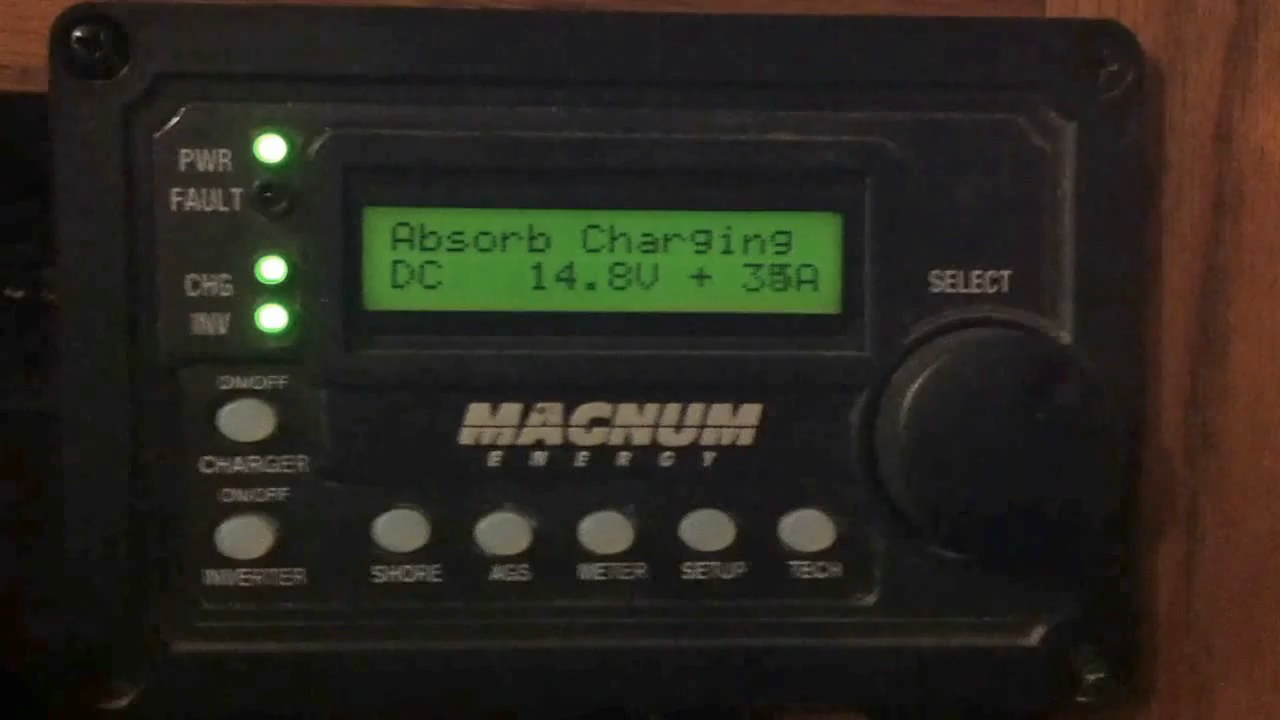 PWR
FAULT
Absorb Charging
DC 14.8V +
CHG
INV
SELECT
ON/OFF
CHARGER
MAGNUM
ENERGY
ON/OFF
INVERTER
SHORE
AGS
METER
SETUP
TECH